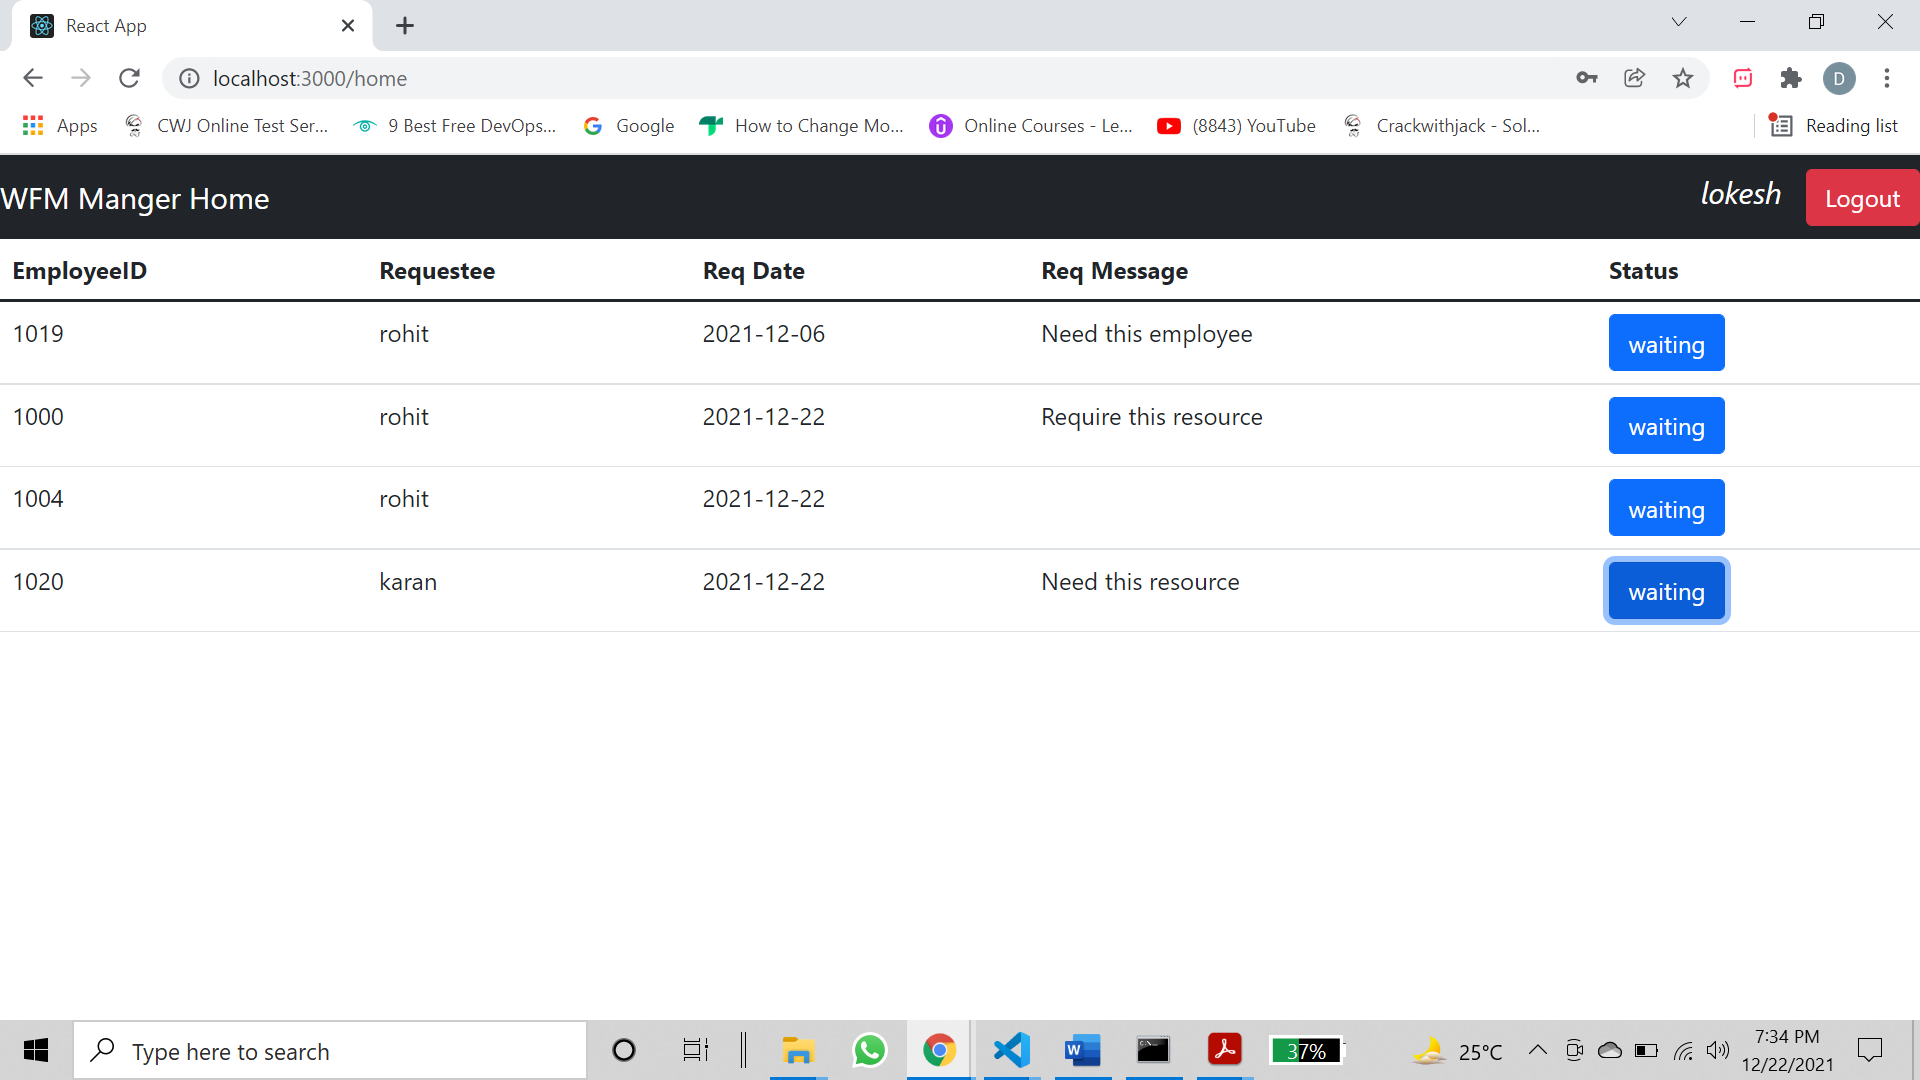 React App
localhost:3000/home
D
Apps CWJ Online Test Ser... 9 Best Free DevOps... Google How to Change Mo... Online Courses - Le... (8843) YouTube Crackwithjack - Sol... Reading list
WFM Manger Home lokesh Logout
EmployeeID Requestee Req Date Req Message Status
1019 rohit 2021-12-06 Need this employee waiting
1000 rohit 2021-12-22 Require this resource waiting
1004 rohit 2021-12-22 waiting
1020 karan 2021-12-22 Need this resource waiting
Type here to search 37% 25°C 7:34 PM
12/22/2021